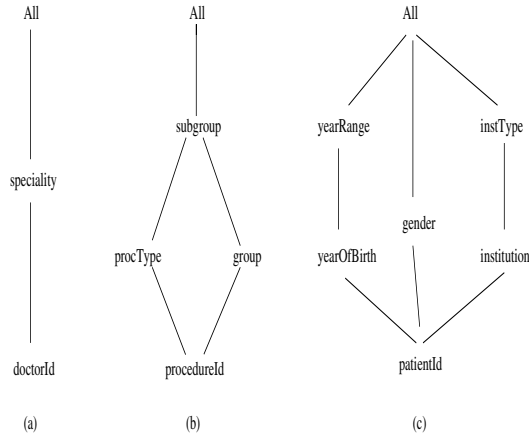 All
speciality
doctorId
(a)
All
subgroup
procType
group
procedureId
(b)
All
yearRange
instType
gender
yearOfBirth
institution
patientId
(c)